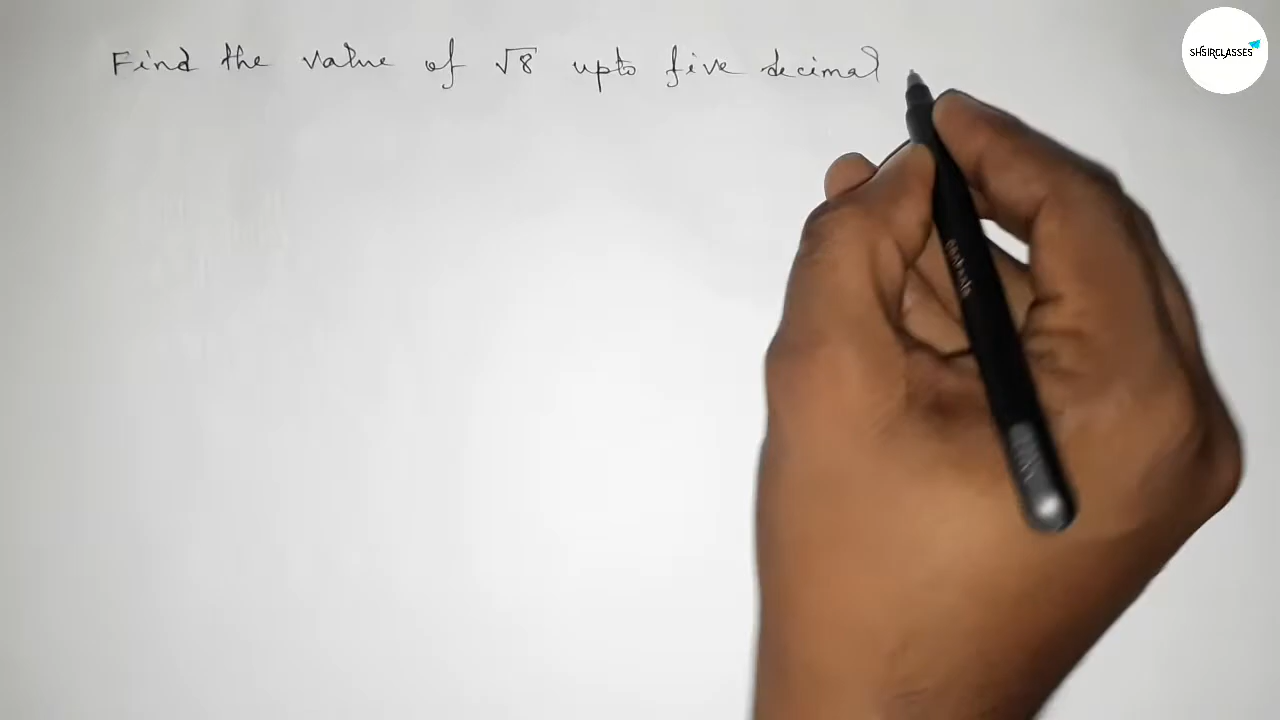 Find the value of √8 upto five decimal
SHSIRCLASSES